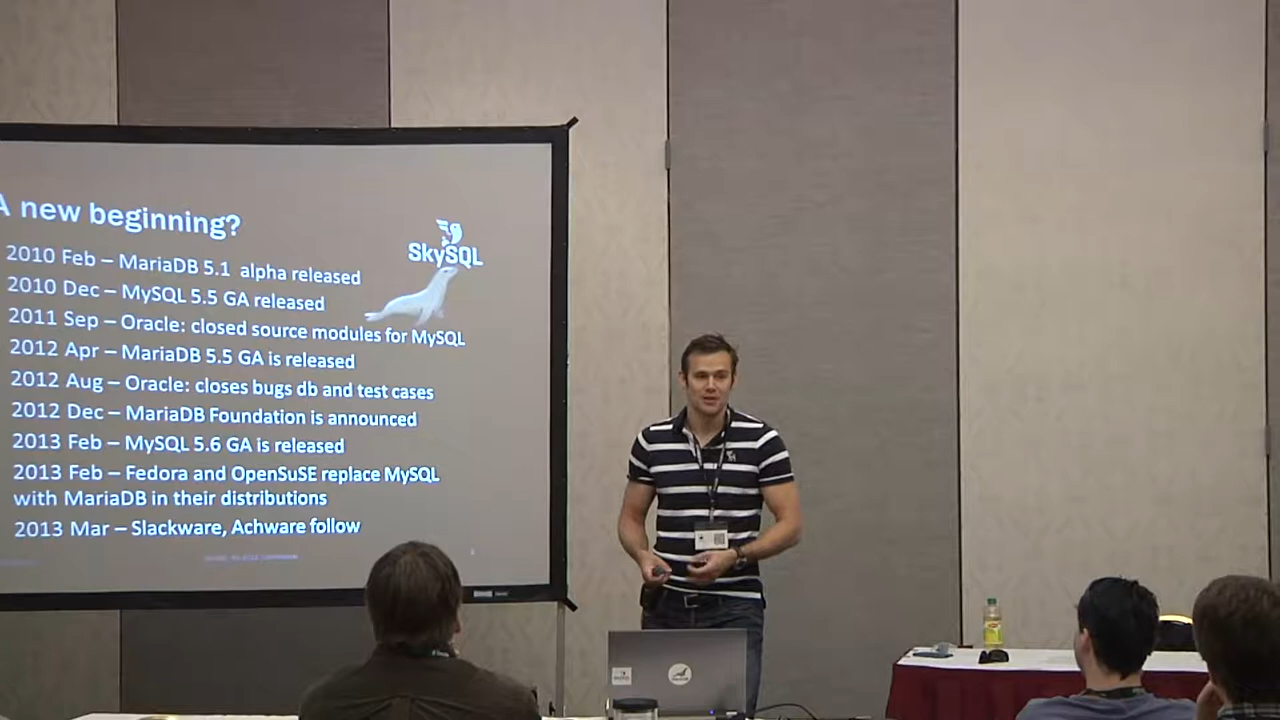 A new beginning?
SkySQL
2010 Feb – MariaDB 5.1 alpha released
2010 Dec – MySQL 5.5 GA released
2011 Sep – Oracle: closed source modules for MySQL
2012 Apr – MariaDB 5.5 GA is released
2012 Aug – Oracle: closes bugs db and test cases
2012 Dec – MariaDB Foundation is announced
2013 Feb – MySQL 5.6 GA is released
2013 Feb – Fedora and OpenSuSE replace MySQL
with MariaDB in their distributions
2013 Mar – Slackware, Achware follow